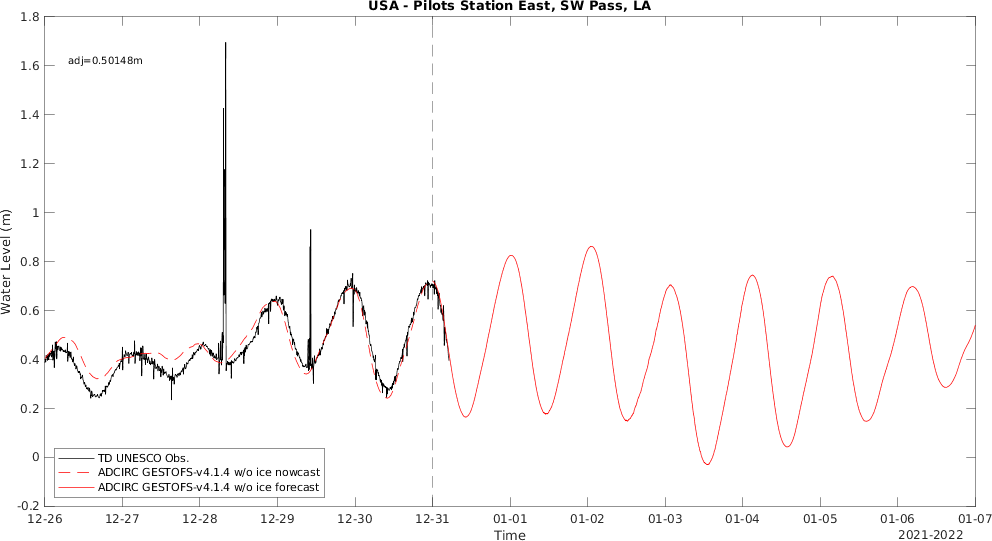 USA - Pilots Station East, SW Pass, LA
1.8
1.6
1.4
1.2
1
0.8
0.6
0.4
0.2
0
-0.2
Water Level (m)
adj=0.50148m
TD UNESCO Obs.
ADCIRC GESTOFS-v4.1.4 w/o ice nowcast
ADCIRC GESTOFS-v4.1.4 w/o ice forecast
12-26 12-27 12-28 12-29 12-30 12-31 01-01 01-02 01-03 01-04 01-05 01-06 01-07
Time
2021-2022